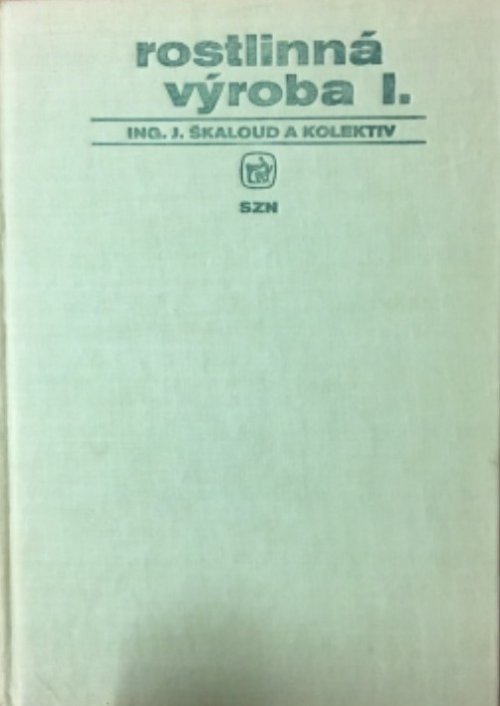 rostlinná
výroba I.
ING. J. ŠKALOUD A KOLEKTIV
SZN